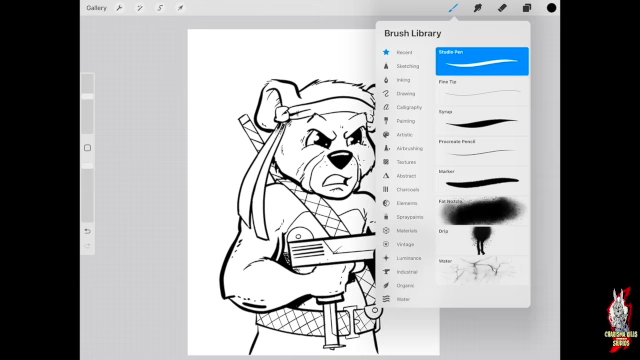 Gallery
Brush Library
Recent
Sketching
Inking
Drawing
Calligraphy
Painting
Artistic
Airbrushing
Textures
Abstract
Charcoals
Elements
Spraypaints
Materials
Vintage
Luminance
Industrial
Organic
Water
Studio Pen
Fine Tip
Syrup
Procreate Pencil
Marker
Fat Nozzle
Drip
Water
STUDIOS